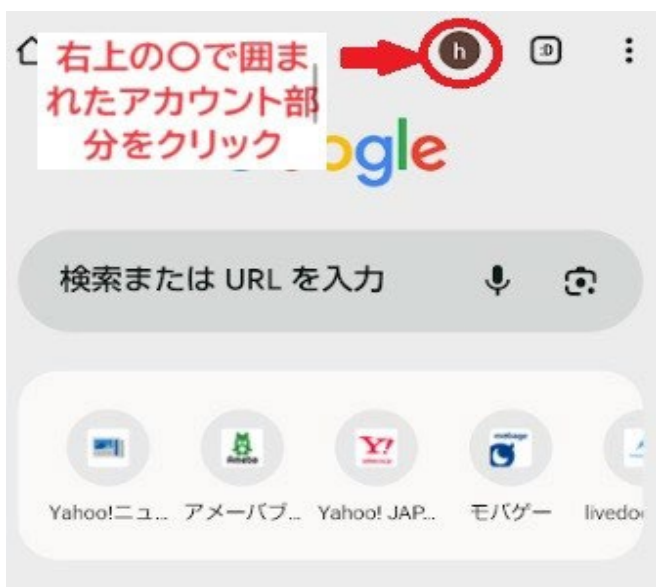 右上の〇で囲ま
れたアカウント部
分をクリック
h
:D
ogle
検索または URL を入力
Ameba
Y!
mobage
Yahoo!ニュ...
アメーバブ...
Yahoo! JAP...
モバゲー
livedo